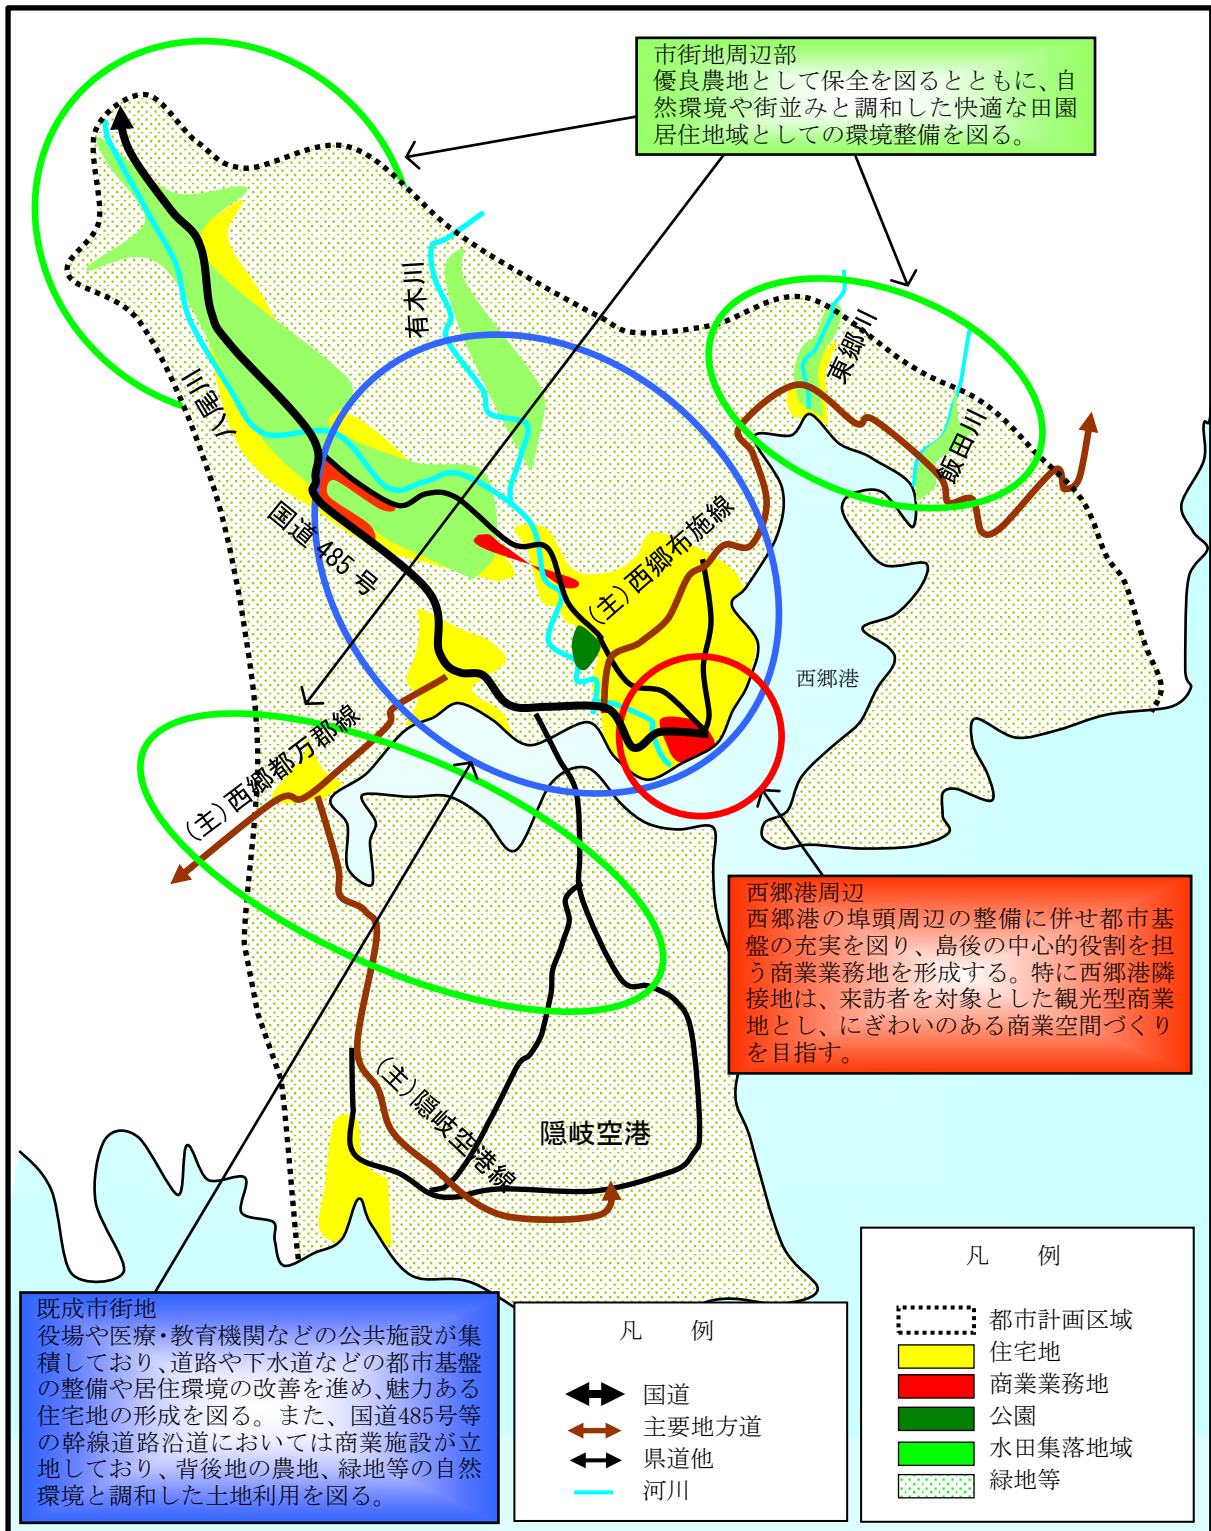 市街地周辺部
優良農地として保全を図るとともに、自
然環境や街並みと調和した快適な田園
居住地域としての環境整備を図る。
有木川
東郷川
八尾川
飯田川
国道485号
(主)西郷布施線
西郷港
(主)西郷都万郡線
西郷港周辺
西郷港の埠頭周辺の整備に併せ都市基
盤の充実を図り、島後の中心的役割を担
う商業業務地を形成する。特に西郷港隣
接地は、来訪者を対象とした観光型商業
地とし、にぎわいのある商業空間づくり
を目指す。
(主)隠岐空港線
隠岐空港
既成市街地
役場や医療・教育機関などの公共施設が集
積しており、道路や下水道などの都市基盤
の整備や居住環境の改善を進め、魅力ある
住宅地の形成を図る。また、国道485号等
の幹線道路沿道においては商業施設が立
地しており、背後地の農地、緑地等の自然
環境と調和した土地利用を図る。
凡 例
国道
主要地方道
県道他
河川
凡 例
都市計画区域
住宅地
商業業務地
公園
水田集落地域
緑地等